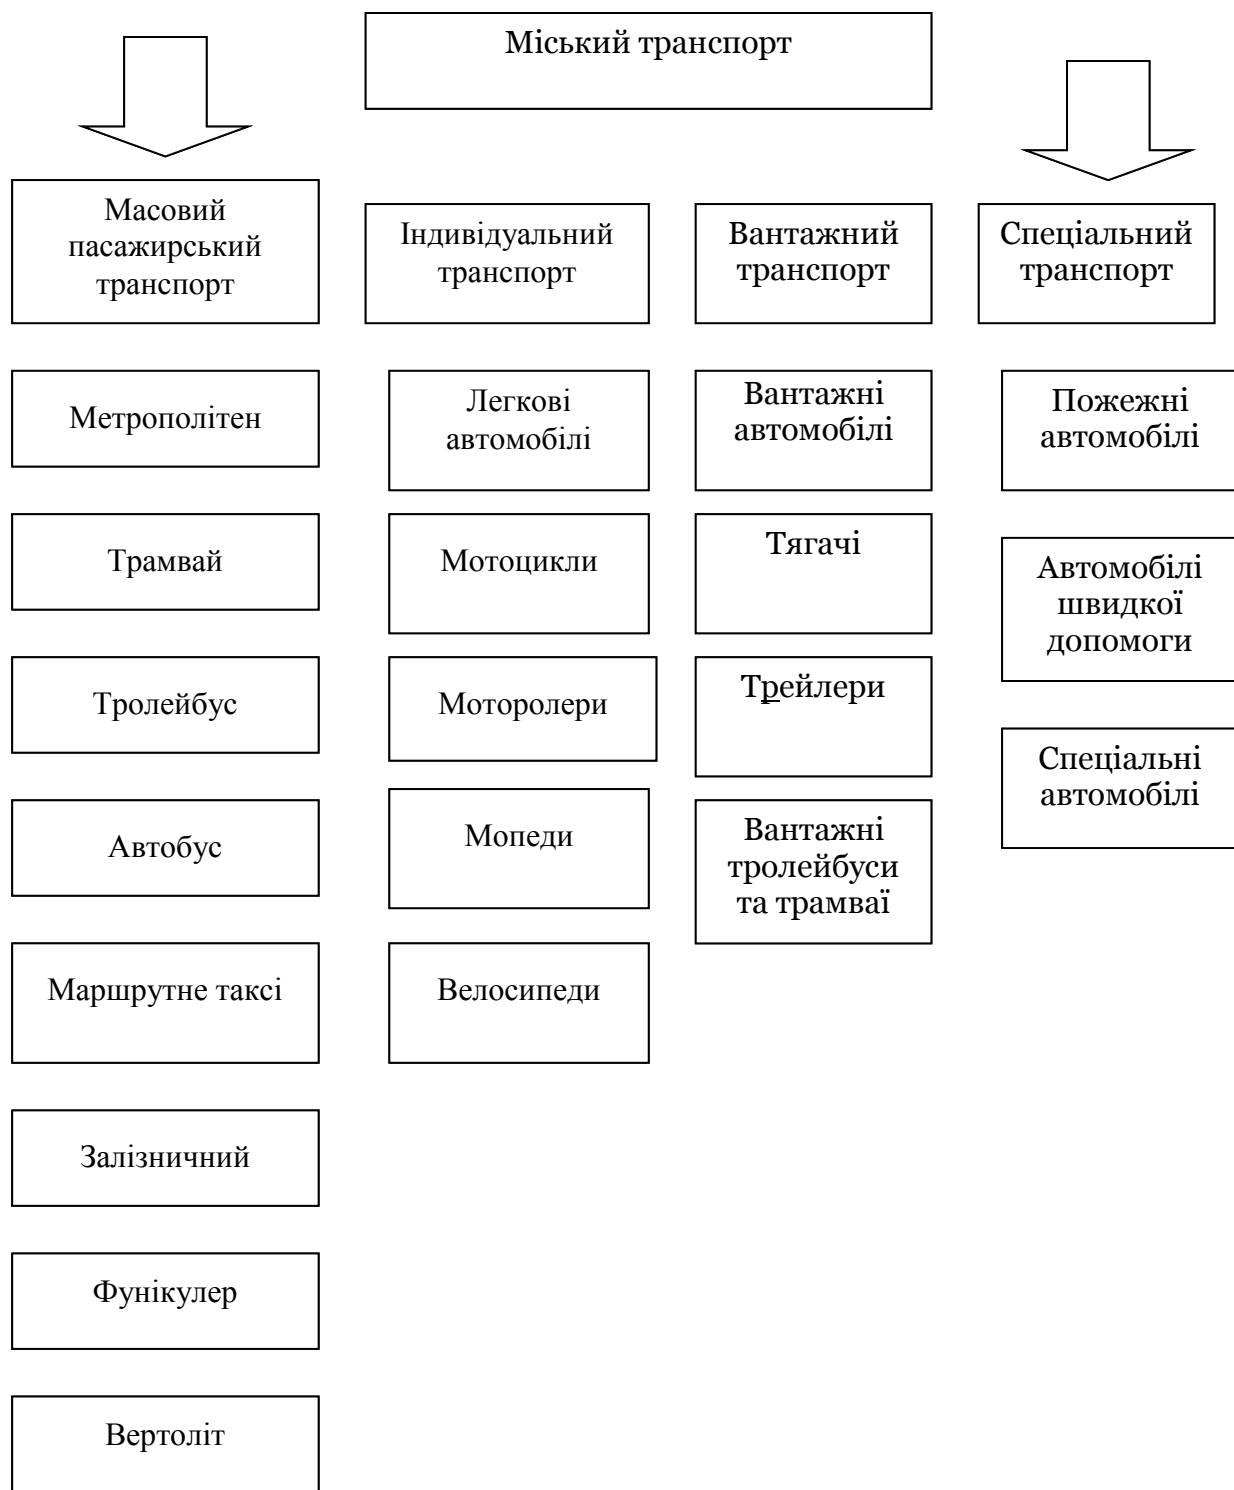 Міський транспорт
Масовий
пасажирський
транспорт
Індивідуальний
транспорт
Вантажний
транспорт
Спеціальний
транспорт
Метрополітен
Трамвай
Тролейбус
Автобус
Маршрутне таксі
Залізничний
Фунікулер
Вертоліт
Легкові
автомобілі
Мотоцикли
Моторолери
Мопеди
Велосипеди
Вантажні
автомобілі
Тягачі
Трейлери
Вантажні
тролейбуси
та трамваї
Пожежні
автомобілі
Автомобілі
швидкої
допомоги
Спеціальні
автомобілі